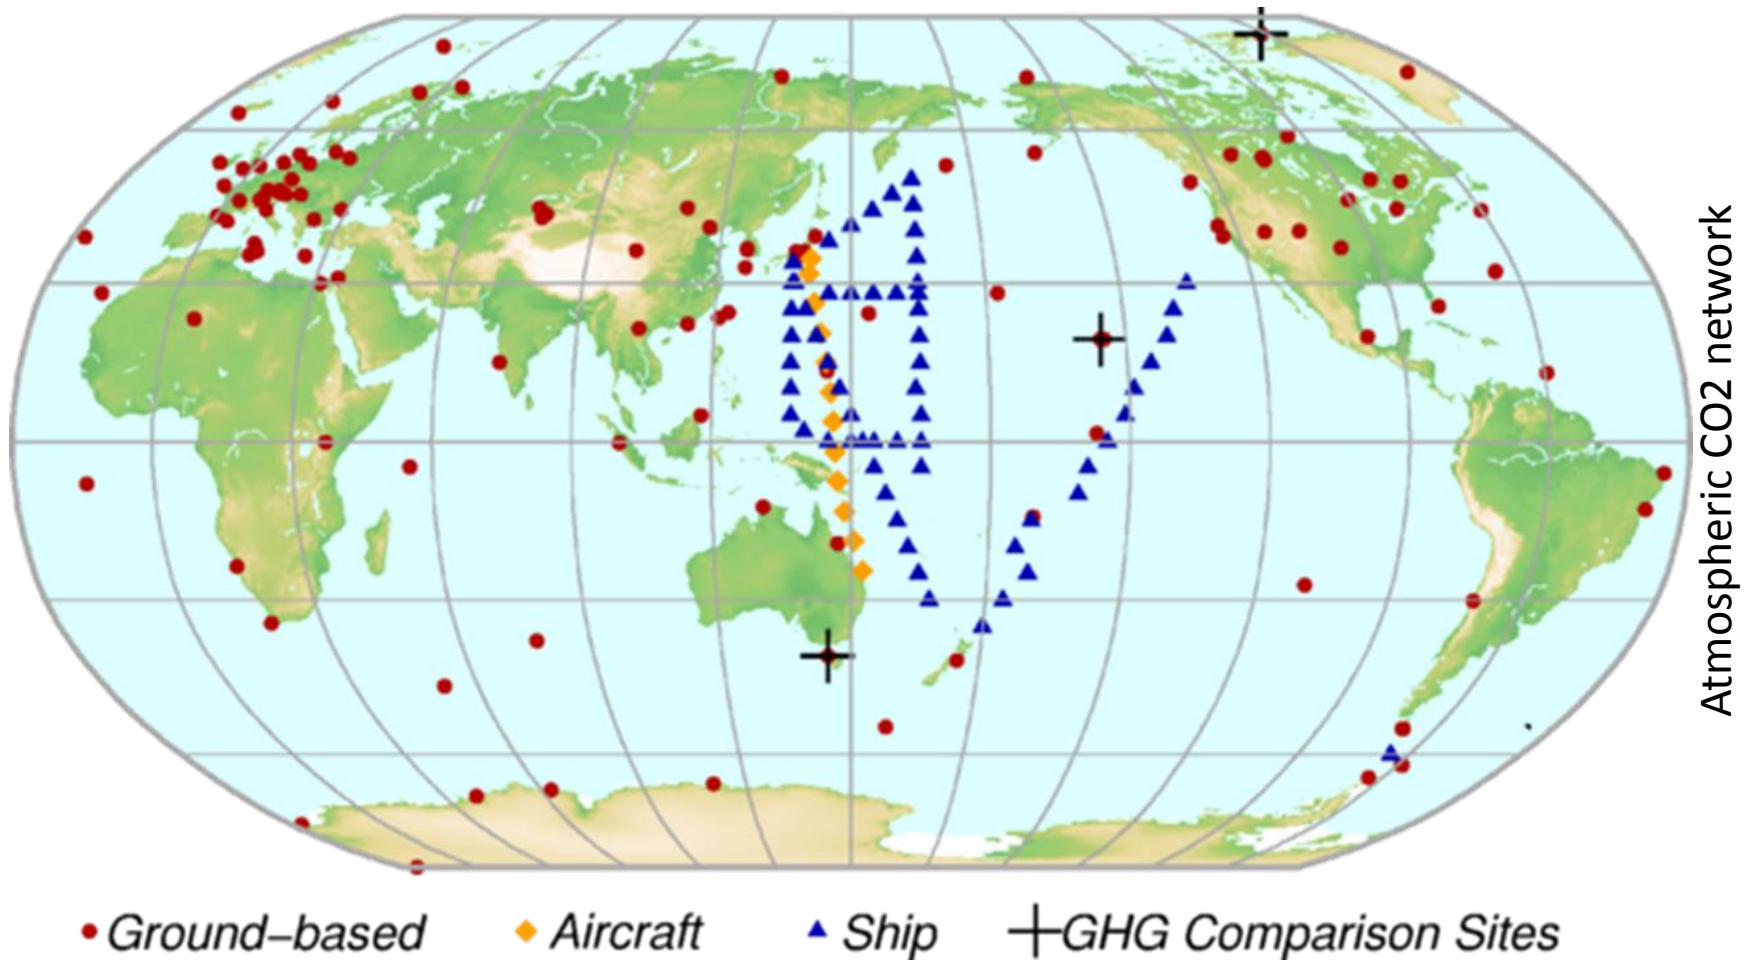 Atmospheric CO2 network
Ground-based Aircraft Ship GHG Comparison Sites